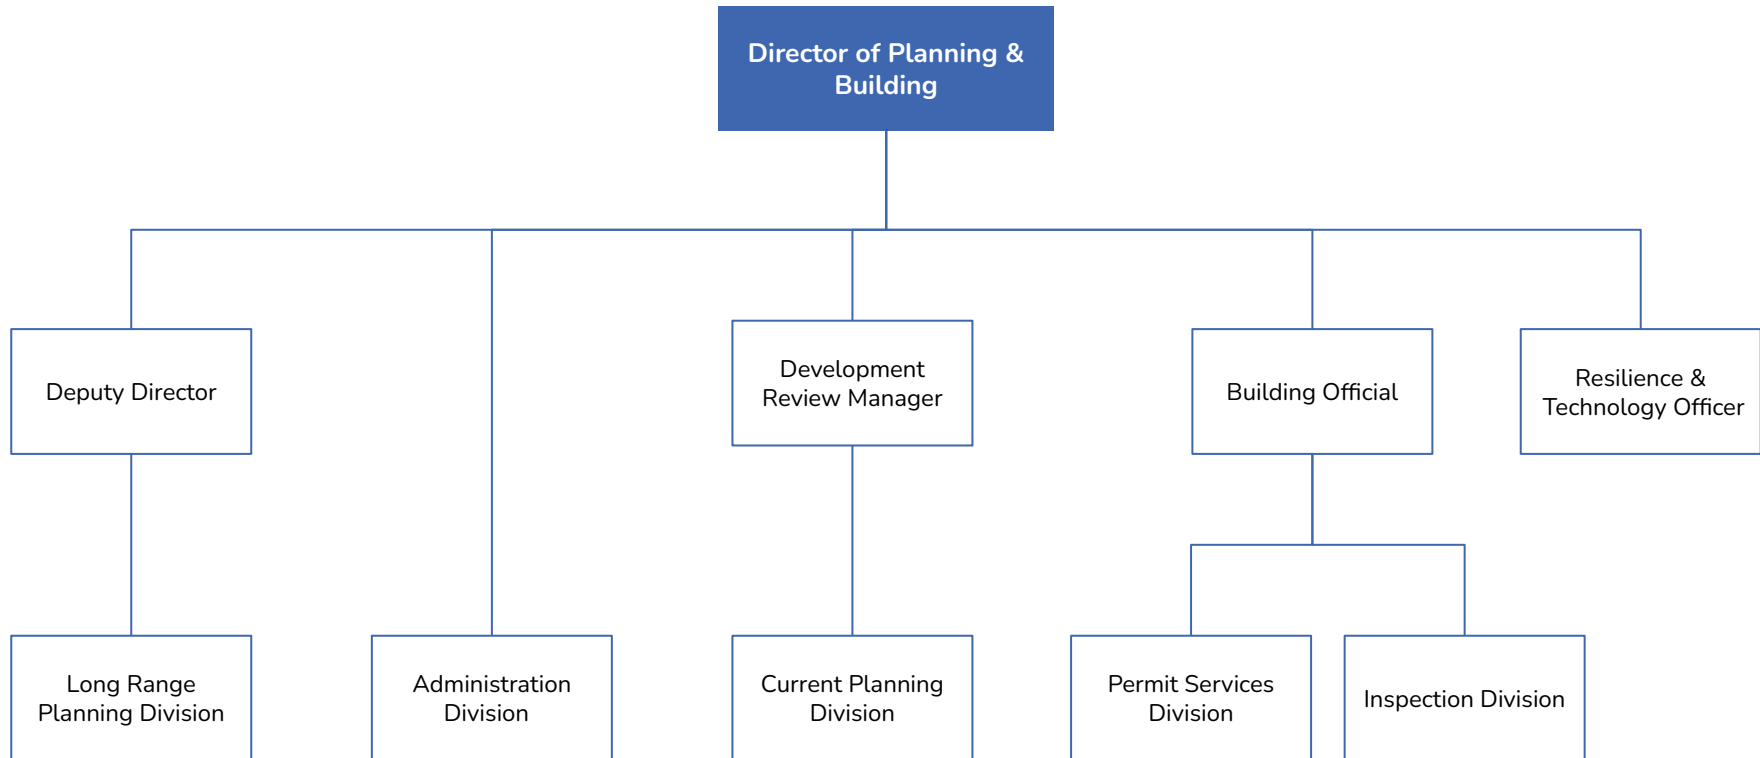 Director of Planning &
Building
Deputy Director
Development
Review Manager
Building Official
Resilience &
Technology Officer
Long Range
Planning Division
Administration
Division
Current Planning
Division
Permit Services
Division
Inspection Division